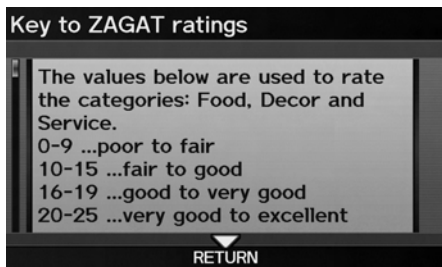 Key to ZAGAT ratings
The values below are used to rate
the categories: Food, Decor and
Service.
0-9 ...poor to fair
10-15 ...fair to good
16-19 ...good to very good
20-25 ...very good to excellent
RETURN